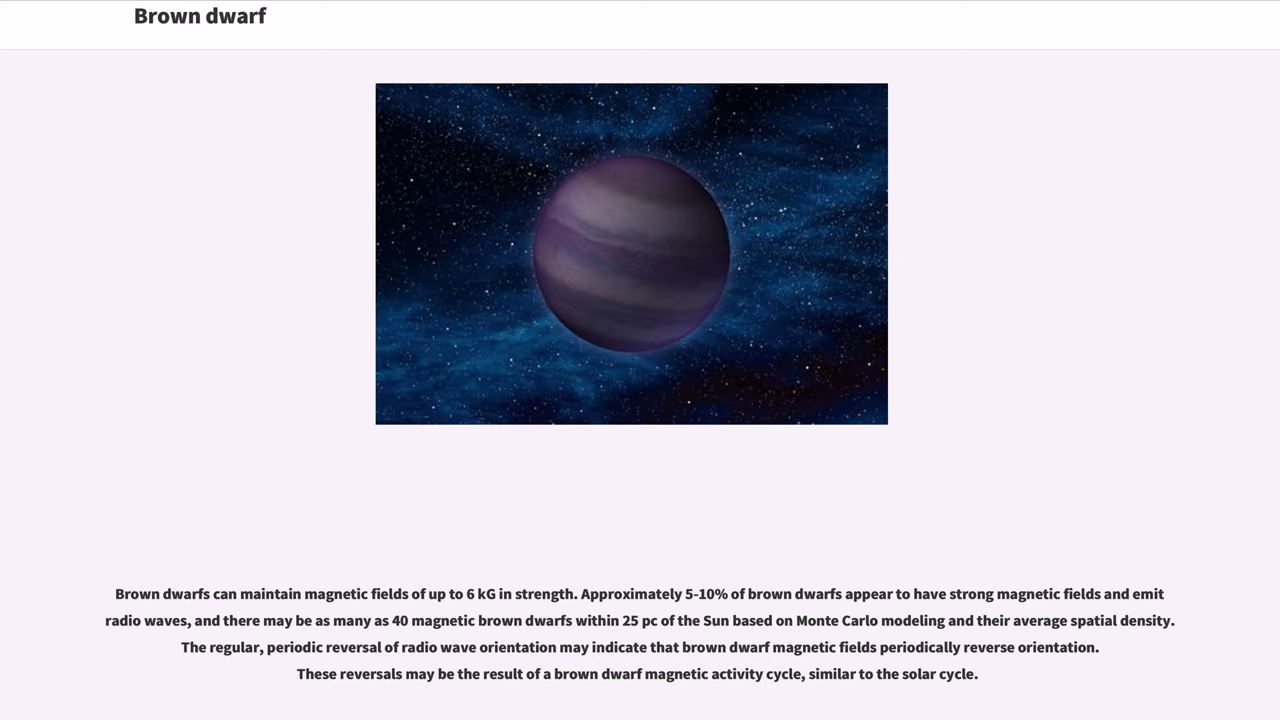 Brown dwarf
Brown dwarfs can maintain magnetic fields of up to 6 kG in strength. Approximately 5-10% of brown dwarfs appear to have strong magnetic fields and emit
radio waves, and there may be as many as 40 magnetic brown dwarfs within 25 pc of the Sun based on Monte Carlo modeling and their average spatial density.
The regular, periodic reversal of radio wave orientation may indicate that brown dwarf magnetic fields periodically reverse orientation.
These reversals may be the result of a brown dwarf magnetic activity cycle, similar to the solar cycle.